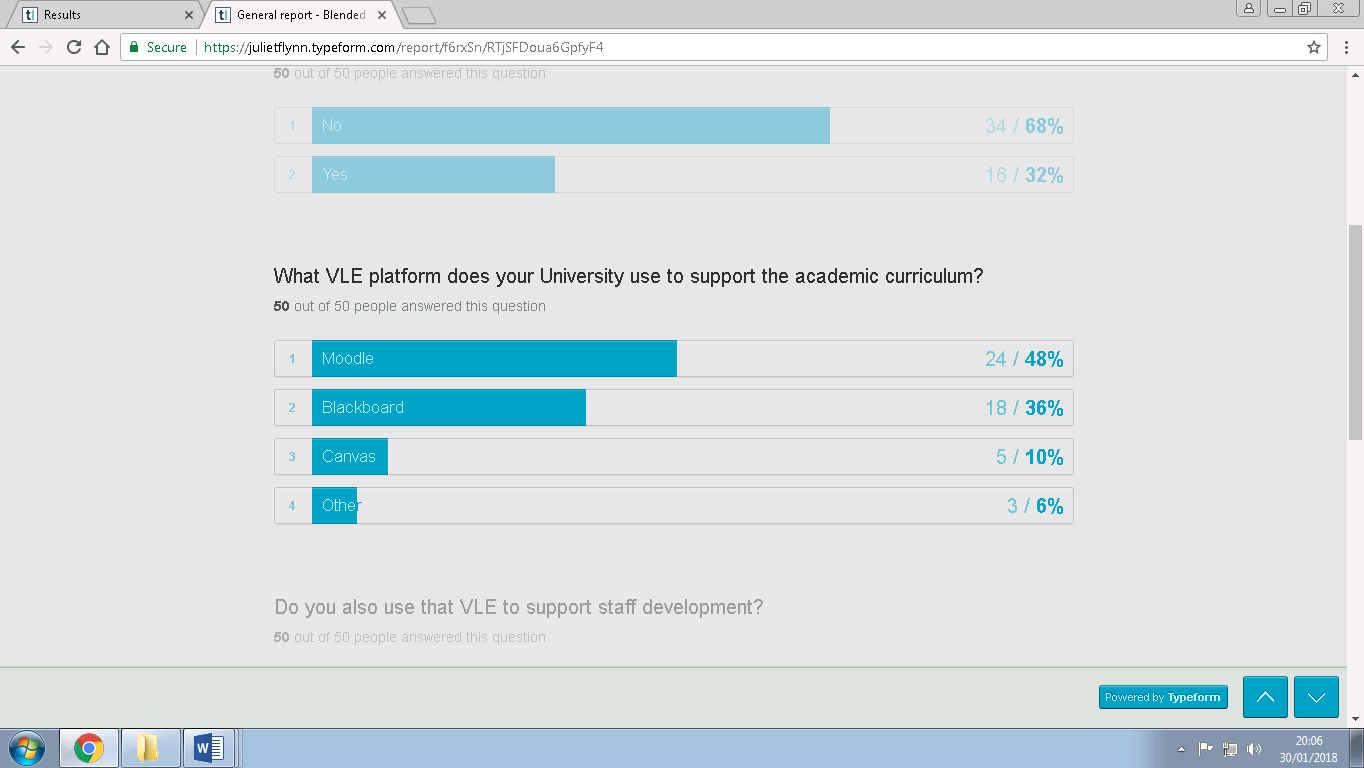 Results
General report - Blended
Secure https://julietflynn.typeform.com/report/f6rxSn/RTjSFDoua6GpfyF4
50 out of 50 people answered this question
1 No 34 / 68%
2 Yes 16 / 32%
What VLE platform does your University use to support the academic curriculum?
50 out of 50 people answered this question
1 Moodle 24 / 48%
2 Blackboard 18 / 36%
3 Canvas 5 / 10%
4 Other 3 / 6%
Do you also use that VLE to support staff development?
50 out of 50 people answered this question
Powered by Typeform
20:06
30/01/2018